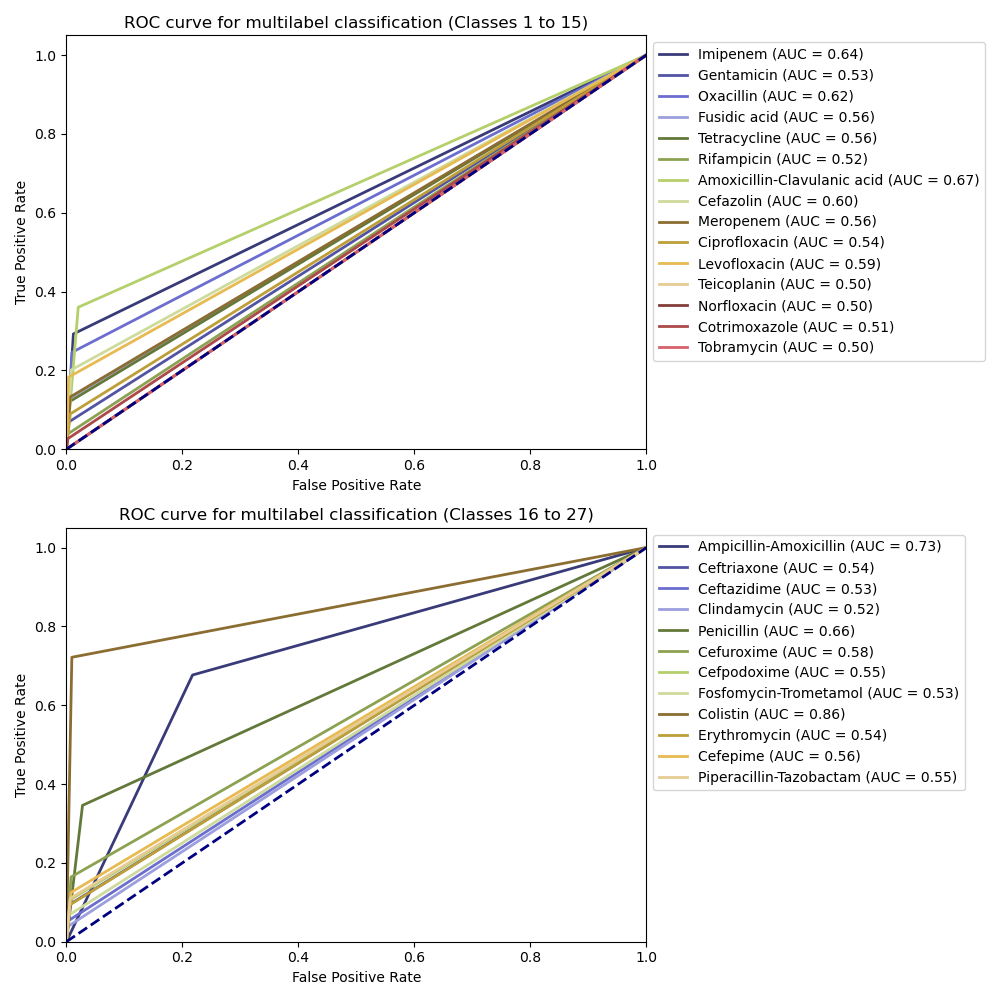 ROC curve for multilabel classification (Classes 1 to 15)
1.0
0.8
0.6
0.4
0.2
0.0
True Positive Rate
0.0 0.2 0.4 0.6 0.8 1.0
False Positive Rate
Imipenem (AUC = 0.64)
Gentamicin (AUC = 0.53)
Oxacillin (AUC = 0.62)
Fusidic acid (AUC = 0.56)
Tetracycline (AUC = 0.56)
Rifampicin (AUC = 0.52)
Amoxicillin-Clavulanic acid (AUC = 0.67)
Cefazolin (AUC = 0.60)
Meropenem (AUC = 0.56)
Ciprofloxacin (AUC = 0.54)
Levofloxacin (AUC = 0.59)
Teicoplanin (AUC = 0.50)
Norfloxacin (AUC = 0.50)
Cotrimoxazole (AUC = 0.51)
Tobramycin (AUC = 0.50)
ROC curve for multilabel classification (Classes 16 to 27)
1.0
0.8
0.6
0.4
0.2
0.0
True Positive Rate
0.0 0.2 0.4 0.6 0.8 1.0
False Positive Rate
Ampicillin-Amoxicillin (AUC = 0.73)
Ceftriaxone (AUC = 0.54)
Ceftazidime (AUC = 0.53)
Clindamycin (AUC = 0.52)
Penicillin (AUC = 0.66)
Cefuroxime (AUC = 0.58)
Cefpodoxime (AUC = 0.55)
Fosfomycin-Trometamol (AUC = 0.53)
Colistin (AUC = 0.86)
Erythromycin (AUC = 0.54)
Cefepime (AUC = 0.56)
Piperacillin-Tazobactam (AUC = 0.55)